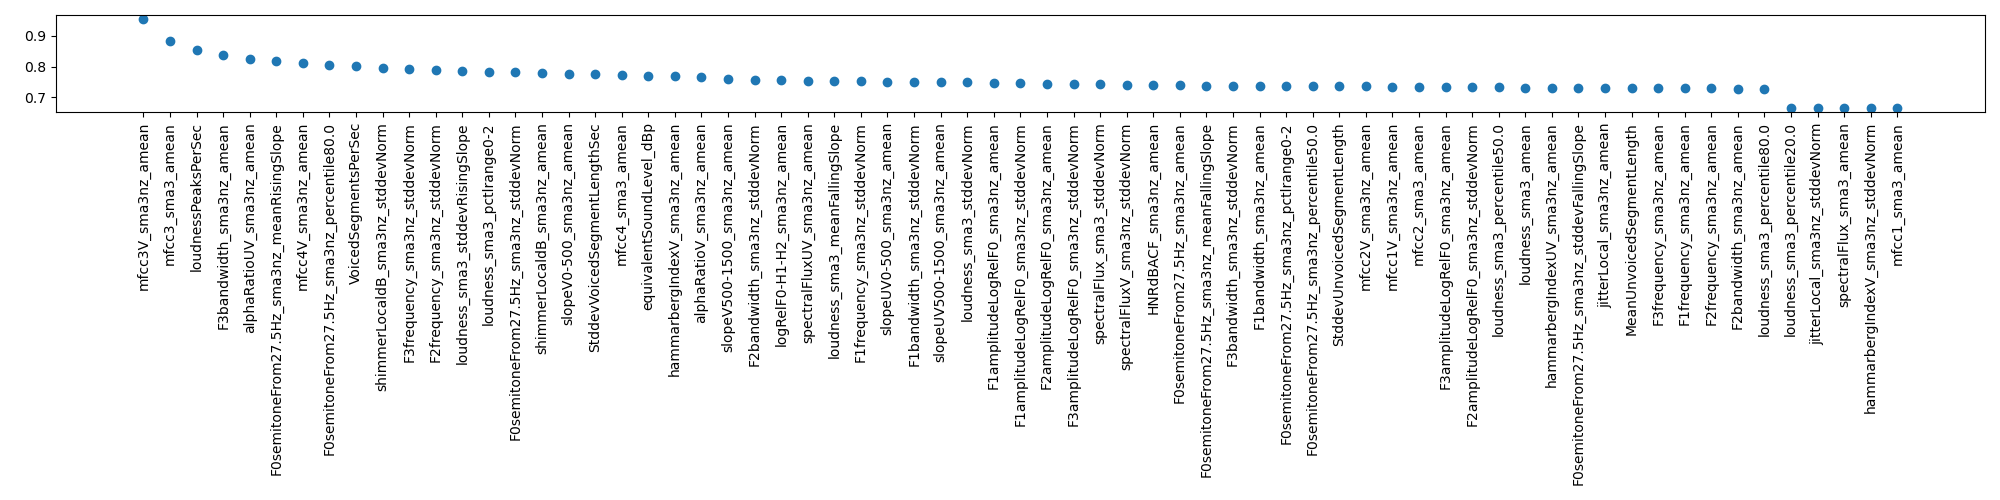 0.9
0.8
0.7
mfcc3V_sma3nz_amean
mfcc3_sma3_amean
loudnessPeaksPerSec
F3bandwidth_sma3nz_amean
alphaRatioUV_sma3nz_amean
F0semitoneFrom27.5Hz_sma3nz_meanRisingSlope
mfcc4V_sma3nz_amean
F0semitoneFrom27.5Hz_sma3nz_percentile80.0
VoicedSegmentsPerSec
shimmerLocaldB_sma3nz_stddevNorm
F3frequency_sma3nz_stddevNorm
F2frequency_sma3nz_stddevNorm
loudness_sma3_stddevRisingSlope
loudness_sma3_pctlrange0-2
F0semitoneFrom27.5Hz_sma3nz_stddevNorm
shimmerLocaldB_sma3nz_amean
slopeV0-500_sma3nz_amean
StddevVoicedSegmentLengthSec
mfcc4_sma3_amean
equivalentSoundLevel_dBp
hammarbergIndexV_sma3nz_amean
alphaRatioV_sma3nz_amean
slopeV500-1500_sma3nz_amean
F2bandwidth_sma3nz_stddevNorm
logRelF0-H1-H2_sma3nz_amean
spectralFluxUV_sma3nz_amean
loudness_sma3_meanFallingSlope
F1frequency_sma3nz_stddevNorm
slopeUV0-500_sma3nz_amean
F1bandwidth_sma3nz_stddevNorm
slopeUV500-1500_sma3nz_amean
loudness_sma3_stddevNorm
F1amplitudeLogRelF0_sma3nz_amean
F1amplitudeLogRelF0_sma3nz_stddevNorm
F2amplitudeLogRelF0_sma3nz_amean
F3amplitudeLogRelF0_sma3nz_stddevNorm
spectralFlux_sma3_stddevNorm
spectralFluxV_sma3nz_stddevNorm
HNRdBACF_sma3nz_amean
F0semitoneFrom27.5Hz_sma3nz_amean
F0semitoneFrom27.5Hz_sma3nz_meanFallingSlope
F3bandwidth_sma3nz_stddevNorm
F1bandwidth_sma3nz_amean
F0semitoneFrom27.5Hz_sma3nz_pctlrange0-2
F0semitoneFrom27.5Hz_sma3nz_percentile50.0
StddevUnvoicedSegmentLength
mfcc2V_sma3nz_amean
mfcc1V_sma3nz_amean
mfcc2_sma3_amean
F3amplitudeLogRelF0_sma3nz_amean
F2amplitudeLogRelF0_sma3nz_stddevNorm
loudness_sma3_percentile50.0
loudness_sma3_amean
hammarbergIndexUV_sma3nz_amean
F0semitoneFrom27.5Hz_sma3nz_stddevFallingSlope
jitterLocal_sma3nz_amean
MeanUnvoicedSegmentLength
F3frequency_sma3nz_amean
F1frequency_sma3nz_amean
F2frequency_sma3nz_amean
F2bandwidth_sma3nz_amean
loudness_sma3_percentile80.0
loudness_sma3_percentile20.0
jitterLocal_sma3nz_stddevNorm
spectralFlux_sma3_amean
hammarbergIndexV_sma3nz_stddevNorm
mfcc1_sma3_amean